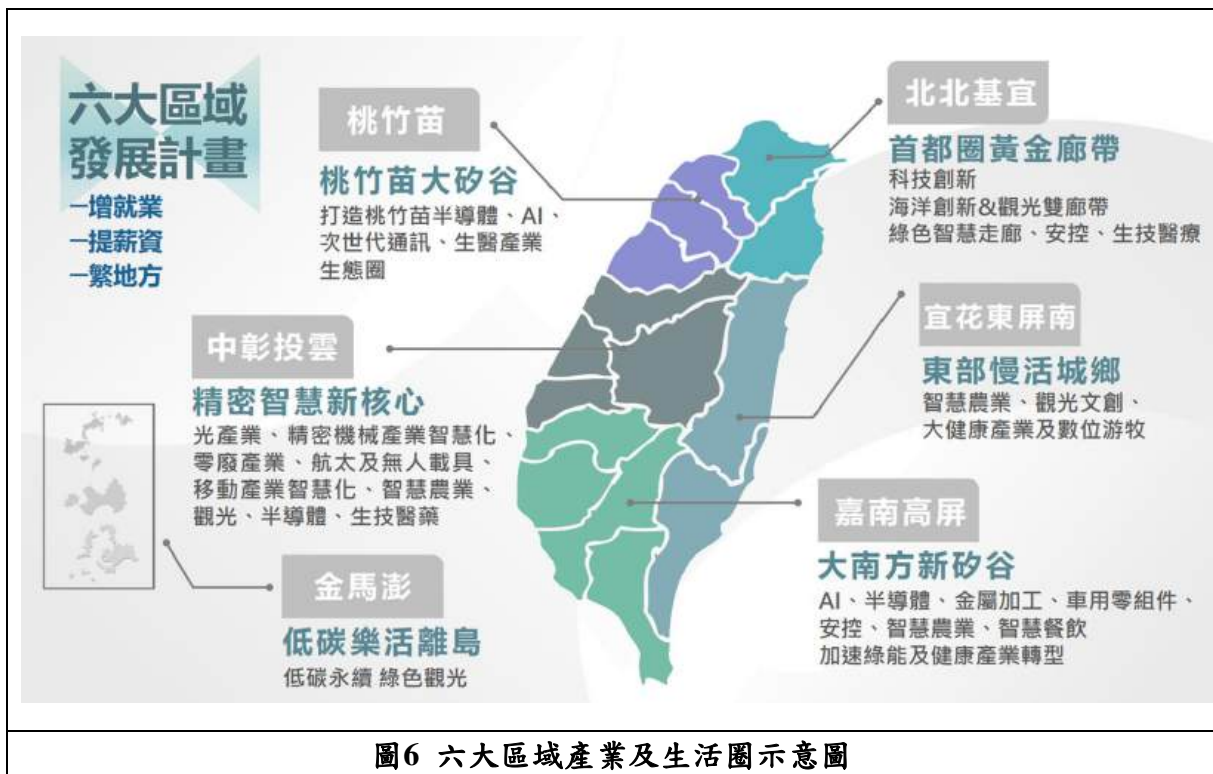 六大區域
發展計畫
－增就業
－提薪資
－繁地方
桃竹苗
桃竹苗大矽谷
打造桃竹苗半導體、AI、
次世代通訊、生醫產業
生態圈
北北基宜
首都圈黃金廊帶
科技創新
海洋創新&觀光雙廊帶
綠色智慧走廊、安控、生技醫療
中彰投雲
精密智慧新核心
光產業、精密機械產業智慧化、
零廢產業、航太及無人載具、
移動產業智慧化、智慧農業、
觀光、半導體、生技醫藥
宜花東屏南
東部慢活城鄉
智慧農業、觀光文創、
大健康產業及數位游牧
金馬澎
低碳樂活離島
低碳永續 綠色觀光
嘉南高屏
大南方新矽谷
AI、半導體、金屬加工、車用零組件、
安控、智慧農業、智慧餐飲
加速綠能及健康產業轉型
圖6 六大區域產業及生活圈示意圖